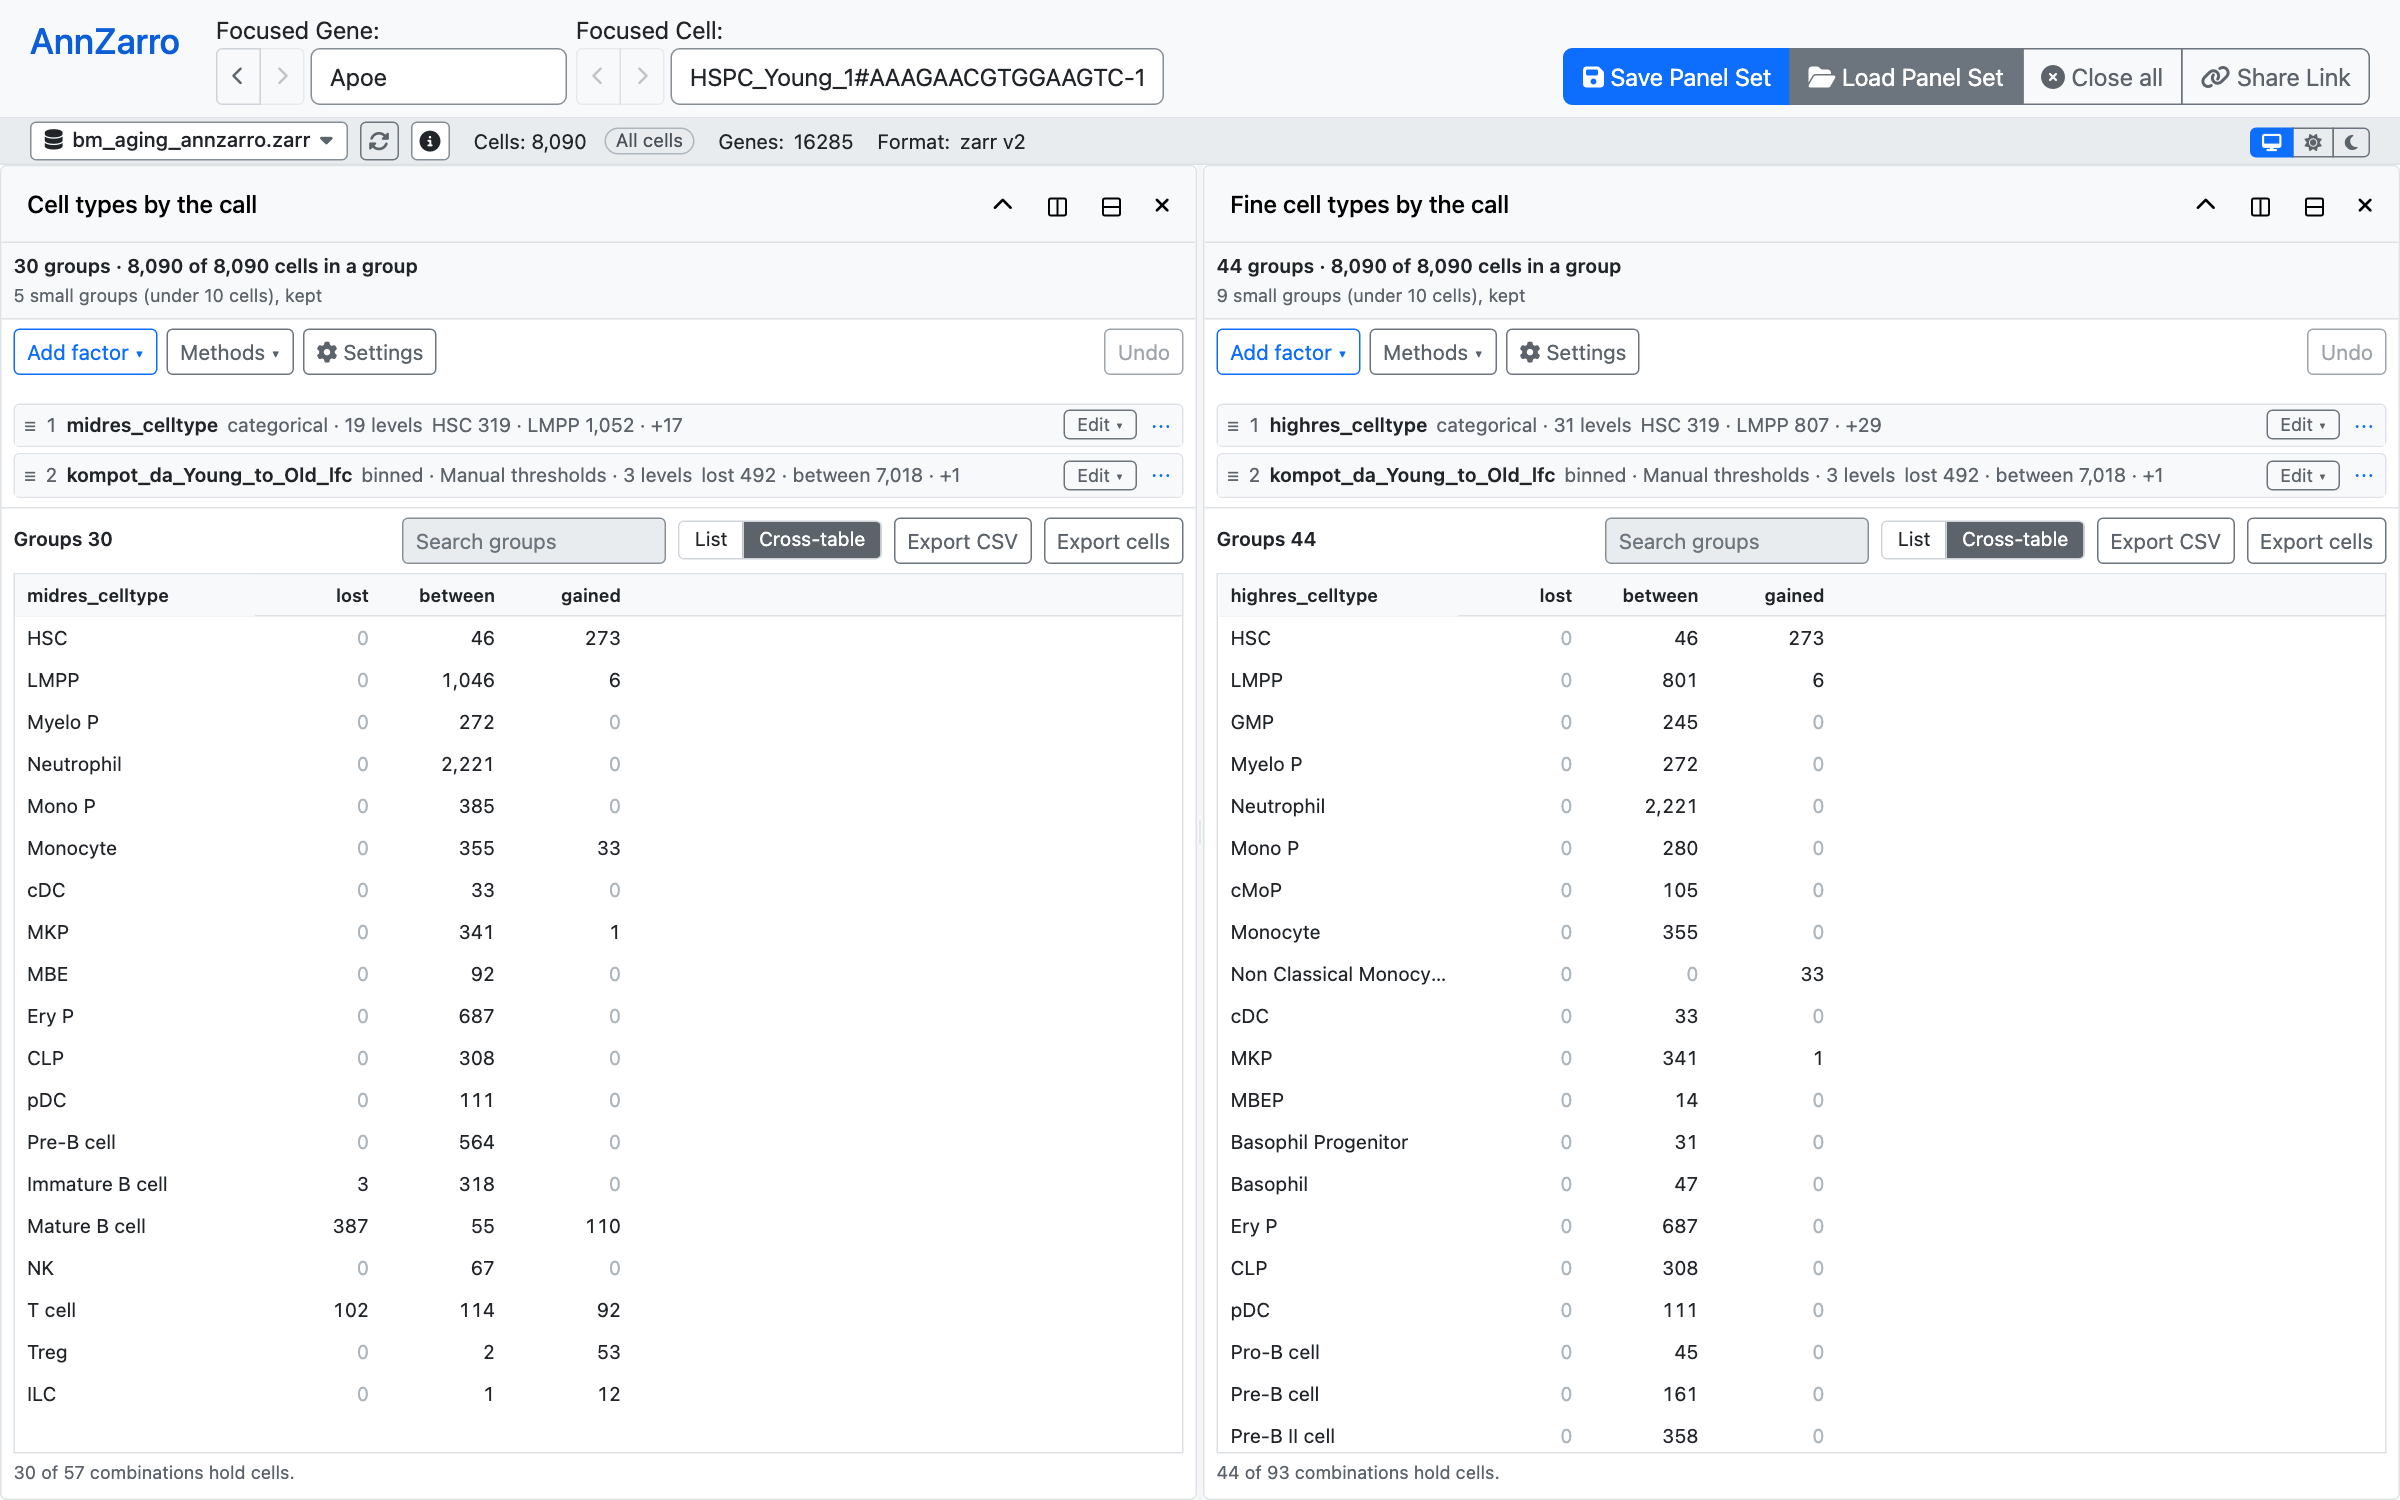 AnnZarro
Focused Gene:
Apoe
Focused Cell:
HSPC_Young_1#AAAGAACGTGGAAGTC-1
Save Panel Set
Load Panel Set
Close all
Share Link
bm_aging_annzarro.zarr
Cells: 8,090
All cells
Genes: 16285
Format: zarr v2
Cell types by the call
30 groups · 8,090 of 8,090 cells in a group
5 small groups (under 10 cells), kept
Add factor
Methods
Settings
Undo
1 midres_celltype categorical · 19 levels HSC 319 · LMPP 1,052 · +17
Edit
2 kompot_da_Young_to_Old_lfc binned · Manual thresholds · 3 levels lost 492 · between 7,018 · +1
Edit
Groups 30
Search groups
List
Cross-table
Export CSV
Export cells
midres_celltype lost between gained
HSC 0 46 273
LMPP 0 1,046 6
Myelo P 0 272 0
Neutrophil 0 2,221 0
Mono P 0 385 0
Monocyte 0 355 33
cDC 0 33 0
MKP 0 341 1
MBE 0 92 0
Ery P 0 687 0
CLP 0 308 0
pDC 0 111 0
Pre-B cell 0 564 0
Immature B cell 3 318 0
Mature B cell 387 55 110
NK 0 67 0
T cell 102 114 92
Treg 0 2 53
ILC 0 1 12
30 of 57 combinations hold cells.
Fine cell types by the call
44 groups · 8,090 of 8,090 cells in a group
9 small groups (under 10 cells), kept
Add factor
Methods
Settings
Undo
1 highres_celltype categorical · 31 levels HSC 319 · LMPP 807 · +29
Edit
2 kompot_da_Young_to_Old_lfc binned · Manual thresholds · 3 levels lost 492 · between 7,018 · +1
Edit
Groups 44
Search groups
List
Cross-table
Export CSV
Export cells
highres_celltype lost between gained
HSC 0 46 273
LMPP 0 801 6
GMP 0 245 0
Myelo P 0 272 0
Neutrophil 0 2,221 0
Mono P 0 280 0
cMoP 0 105 0
Monocyte 0 355 0
Non Classical Monocy... 0 0 33
cDC 0 33 0
MKP 0 341 1
MBEP 0 14 0
Basophil Progenitor 0 31 0
Basophil 0 47 0
Ery P 0 687 0
CLP 0 308 0
pDC 0 111 0
Pro-B cell 0 45 0
Pre-B cell 0 161 0
Pre-B II cell 0 358 0
44 of 93 combinations hold cells.